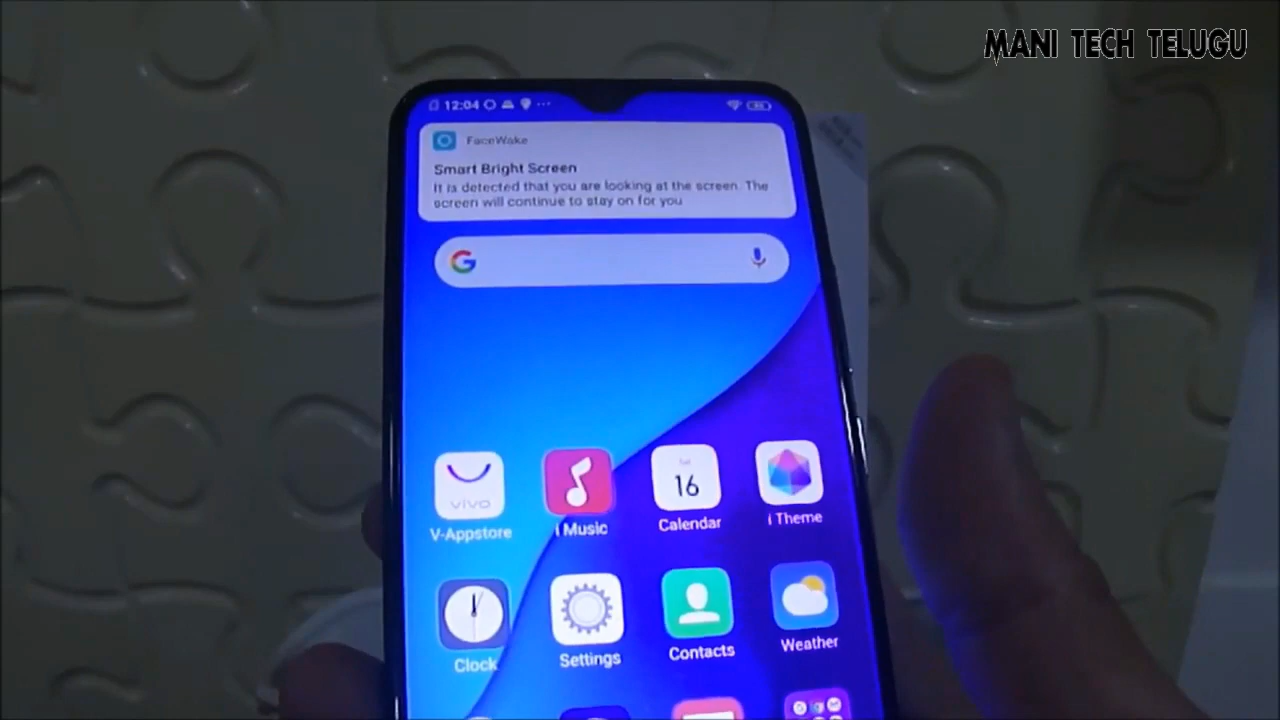 MANI TECH TELUGU
12:04
FaceWake
Smart Bright Screen
It is detected that you are looking at the screen. The
screen will continue to stay on for you
vivo
16
V-Appstore
i Music
Calendar
i Theme
Clock
Settings
Contacts
Weather